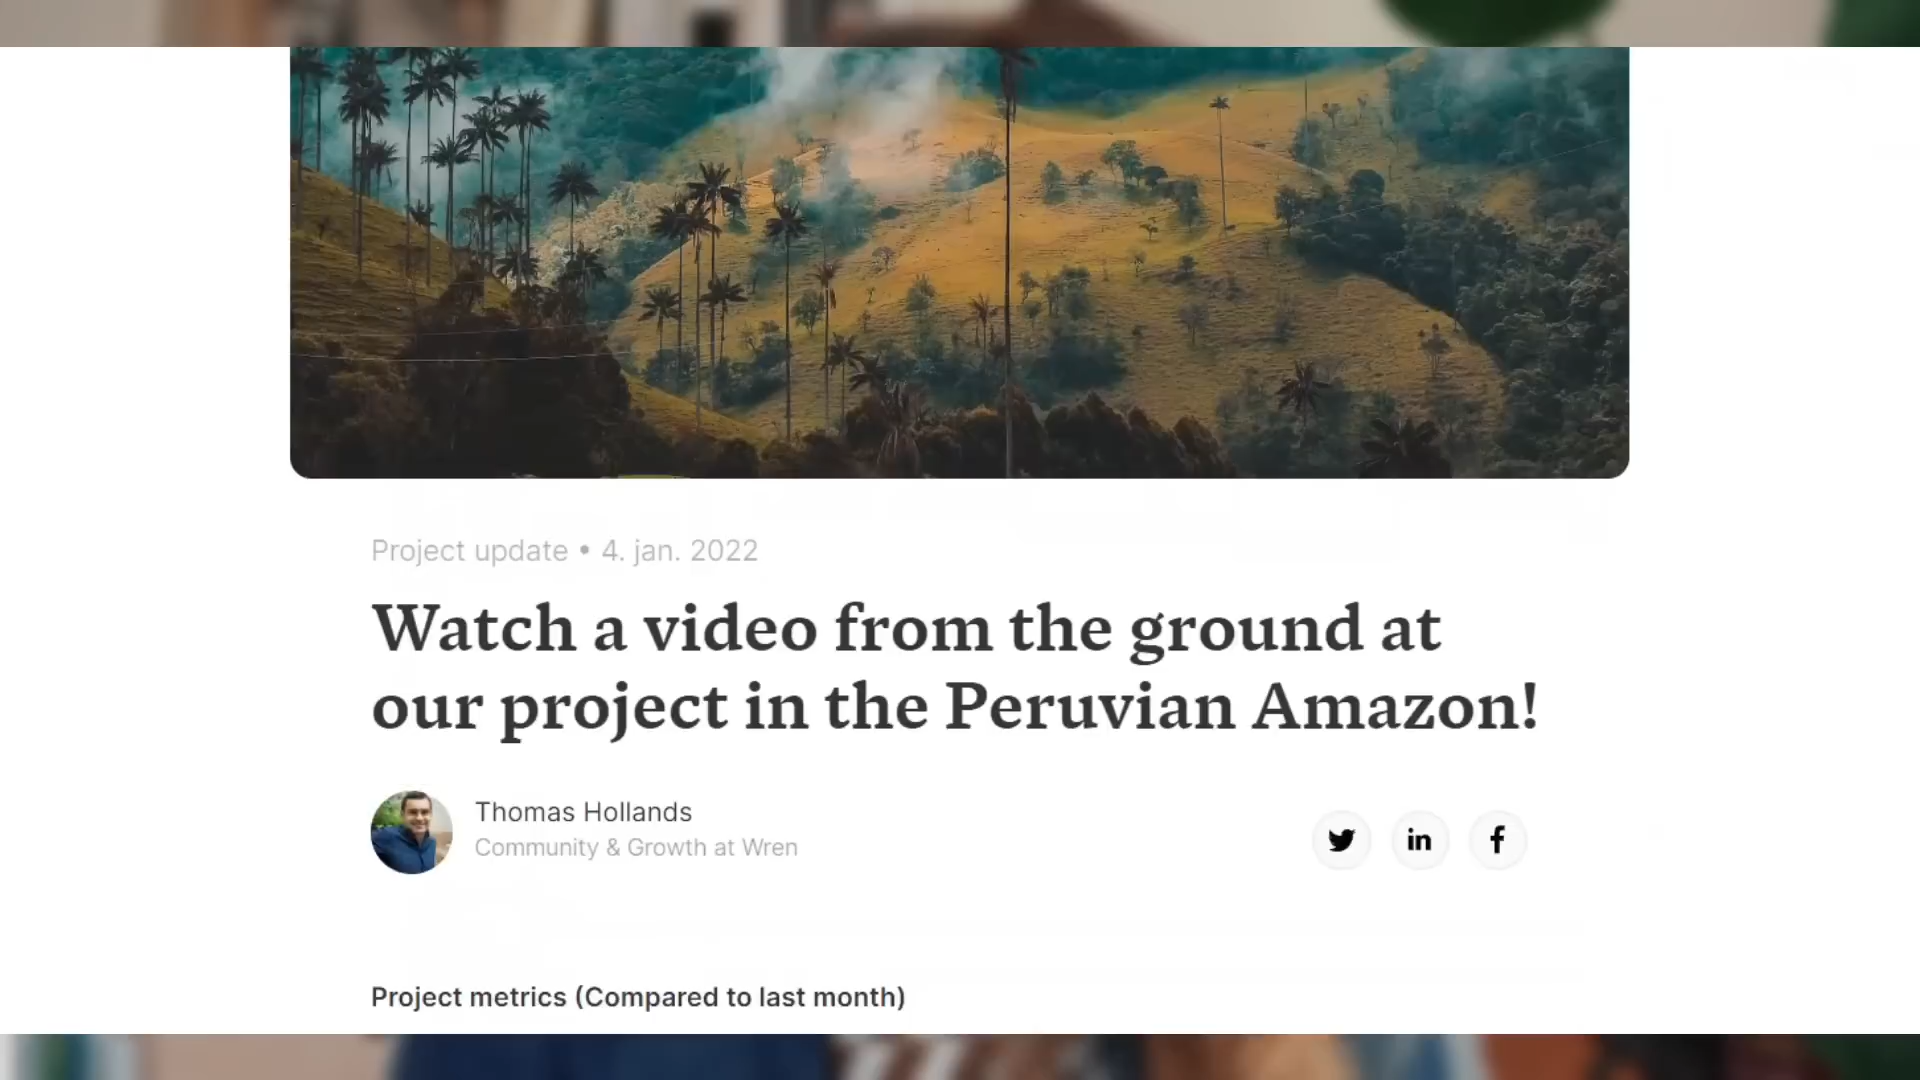 Project update • 4. jan. 2022
Watch a video from the ground at
our project in the Peruvian Amazon!
Thomas Hollands
Community & Growth at Wren
in f
Project metrics (Compared to last month)